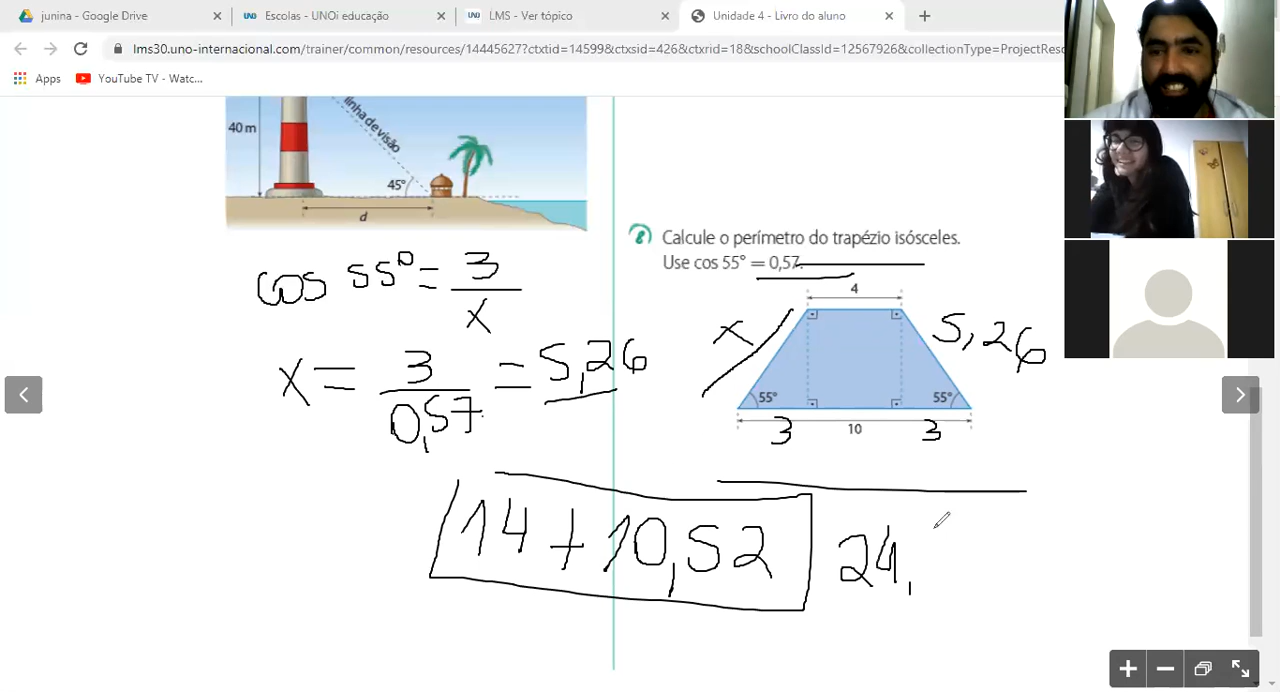 junina - Google Drive
Escolas - UNOi educação
LMS - Ver tópico
Unidade 4 - Livro do aluno
lms30.uno-internacional.com/trainer/common/resources/14445627?ctxtid=14599&ctxsid=426&ctxrid=18&schoolClassId=12567926&collectionType=ProjectReso
Apps
YouTube TV - Watc...
40 m
linha de visão
45°
d
8
Calcule o perímetro do trapézio isósceles.
Use cos 55° = 0,57.
4
x
5,26
55°
55°
3
10
3
cos 55° = 3/x
x = 3/0,57 = 5,26
14 + 10,52
24,